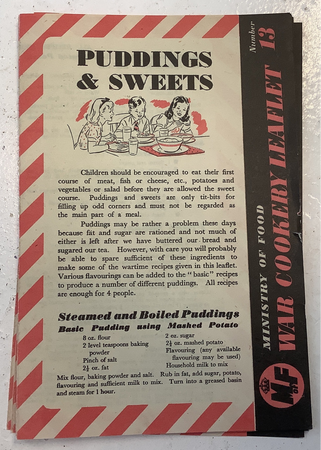 PUDDINGS
& SWEETS
Children should be encouraged to eat their first
course of meat, fish or cheese, etc., potatoes and
vegetables or salad before they are allowed the sweet
course. Puddings and sweets are only tit-bits for
filling up odd corners and must not be regarded as
the main part of a meal.
Puddings may be rather a problem these days
because fat and sugar are rationed and not much of
either is left after we have buttered our bread and
sugared our tea. However, with care you will probably
be able to spare sufficient of these ingredients to
make some of the wartime recipes given in this leaflet.
Various flavourings can be added to the "basic" recipes
to produce a number of different puddings. All recipes
are enough for 4 people.
Steamed and Boiled Puddings
Basic Pudding using Mashed Potato
8 oz. flour
2 level teaspoons baking
powder
Pinch of salt
2½ oz. fat
2 oz. sugar
2½ oz. mashed potato
Flavouring (any available
flavouring may be used)
Household milk to mix
Mix flour, baking powder and salt. Rub in fat, add sugar, potato,
flavouring and sufficient milk to mix. Turn into a greased basin
and steam for 1 hour.
MINISTRY OF FOOD
WAR COOKERY LEAFLET
Number 13
MF